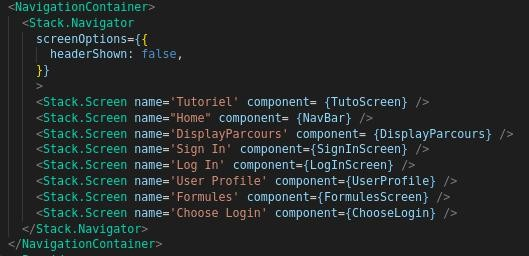 <NavigationContainer>
<Stack.Navigator
screenOptions={{
headerShown: false,
}}
>
<Stack.Screen name='Tutoriel' component= {TutoScreen} />
<Stack.Screen name="Home" component= {NavBar} />
<Stack.Screen name='DisplayParcours' component= {DisplayParcours} />
<Stack.Screen name='Sign In' component={SignInScreen} />
<Stack.Screen name='Log In' component={LogInScreen} />
<Stack.Screen name='User Profile' component={UserProfile} />
<Stack.Screen name='Formules' component={FormulesScreen} />
<Stack.Screen name='Choose Login' component={ChooseLogin} />
</Stack.Navigator>
</NavigationContainer>